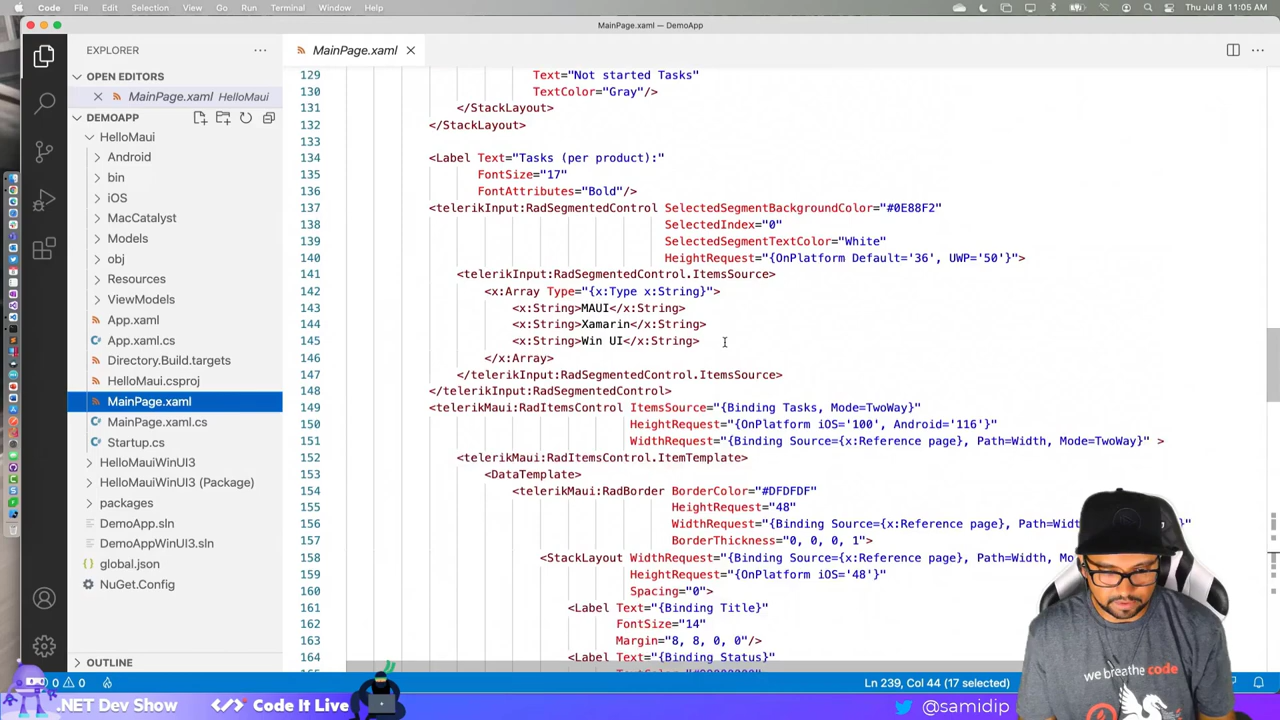 Code File Edit Selection View Go Run Terminal Window Help
Thu Jul 8 11:05 AM
MainPage.xaml — DemoApp
EXPLORER
MainPage.xaml
OPEN EDITORS
MainPage.xaml HelloMaui
DEMOAPP
HelloMaui
Android
bin
iOS
MacCatalyst
Models
obj
Resources
ViewModels
App.xaml
App.xaml.cs
Directory.Build.targets
HelloMaui.csproj
MainPage.xaml
MainPage.xaml.cs
Startup.cs
HelloMauiWinUI3
HelloMauiWinUI3 (Package)
packages
DemoApp.sln
DemoAppWinUI3.sln
global.json
NuGet.Config
OUTLINE
129 Text="Not started Tasks"
130 TextColor="Gray"/>
131 </StackLayout>
132 </StackLayout>
133
134 <Label Text="Tasks (per product):"
135 FontSize="17"
136 FontAttributes="Bold"/>
137 <telerikInput:RadSegmentedControl SelectedSegmentBackgroundColor="#0E88F2"
138 SelectedIndex="0"
139 SelectedSegmentTextColor="White"
140 HeightRequest="{OnPlatform Default='36', UWP='50'}">
141 <telerikInput:RadSegmentedControl.ItemsSource>
142 <x:Array Type="{x:Type x:String}">
143 <x:String>MAUI</x:String>
144 <x:String>Xamarin</x:String>
145 <x:String>Win UI</x:String>
146 </x:Array>
147 </telerikInput:RadSegmentedControl.ItemsSource>
148 </telerikInput:RadSegmentedControl>
149 <telerikMaui:RadItemsControl ItemsSource="{Binding Tasks, Mode=TwoWay}"
150 HeightRequest="{OnPlatform iOS='100', Android='116'}"
151 WidthRequest="{Binding Source={x:Reference page}, Path=Width, Mode=TwoWay}" >
152 <telerikMaui:RadItemsControl.ItemTemplate>
153 <DataTemplate>
154 <telerikMaui:RadBorder BorderColor="#DFDFDF"
155 HeightRequest="48"
156 WidthRequest="{Binding Source={x:Reference page}, Path=Widt
157 BorderThickness="0, 0, 0, 1">
158 <StackLayout WidthRequest="{Binding Source={x:Reference page}, Path=Width, Mo
159 HeightRequest="{OnPlatform iOS='48'}"
160 Spacing="0">
161 <Label Text="{Binding Title}"
162 FontSize="14"
163 Margin="8, 8, 0, 0"/>
164 <Label Text="{Binding Status}"
0 0
Ln 239, Col 44 (17 selected)
we breathe code
.NET Dev Show
Code It Live
@samidip